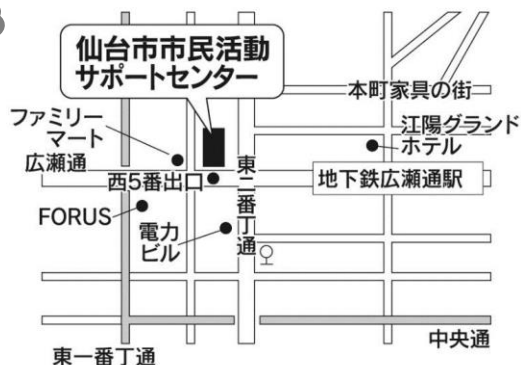 仙台市市民活動
サポートセンター
本町家具の街
ファミリー
マート
江陽グランド
ホテル
広瀬通
西5番出口
東二番丁通
地下鉄広瀬通駅
FORUS
電力
ビル
中央通
東一番丁通